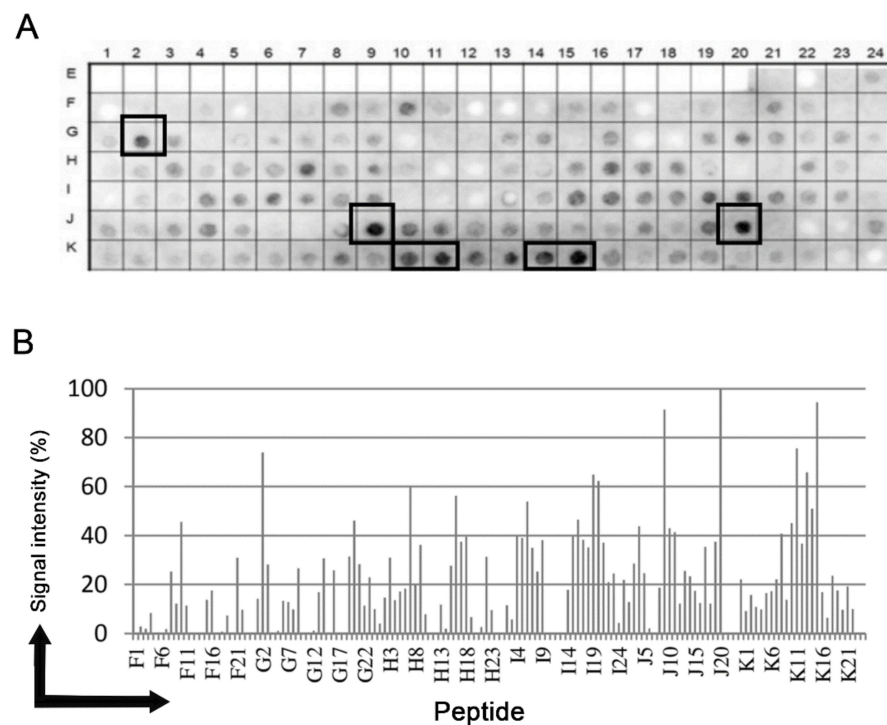 A
1 2 3 4 5 6 7 8 9 10 11 12 13 14 15 16 17 18 19 20 21 22 23 24
E
F
G
H
I
J
K
B
Signal intensity (%)
100
80
60
40
20
0
F1 F6 F11 F16 F21 G2 G7 G12 G17 G22 H3 H8 H13 H18 H23 I4 I9 I14 I19 I24 J5 J10 J15 J20 K1 K6 K11 K16 K21
Peptide